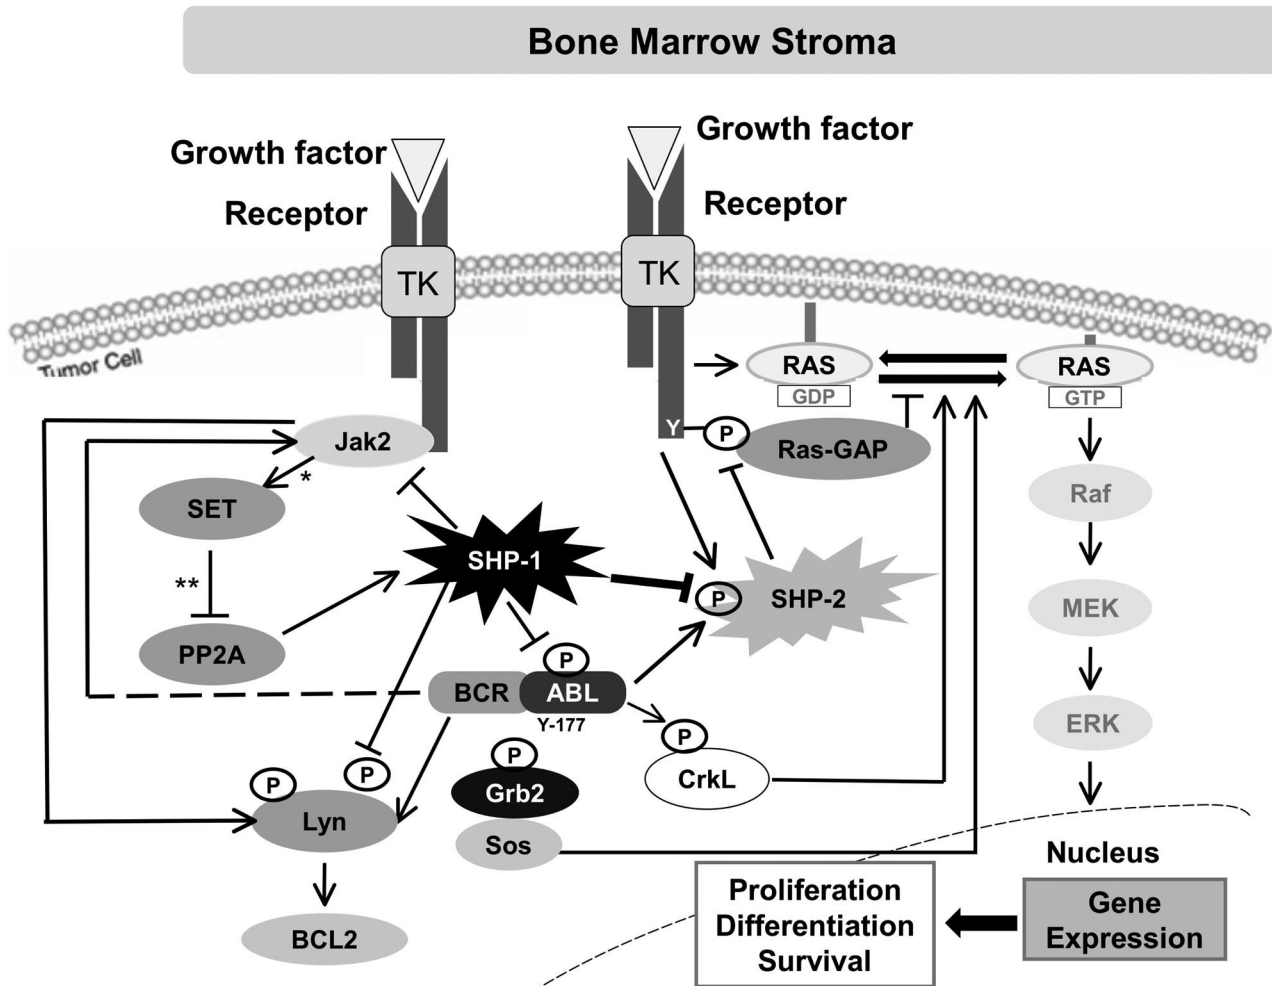 Bone Marrow Stroma
Growth factor
Growth factor
Receptor
Receptor
TK
TK
Tumor Cell
RAS
RAS
GDP
GTP
Y
P
Ras-GAP
Jak2
*
SET
Raf
SHP-1
**
P
SHP-2
MEK
PP2A
P
BCR
ABL
Y-177
ERK
P
P
CrkL
P
P
Grb2
Lyn
Sos
Nucleus
Proliferation
Differentiation
Survival
Gene
Expression
BCL2